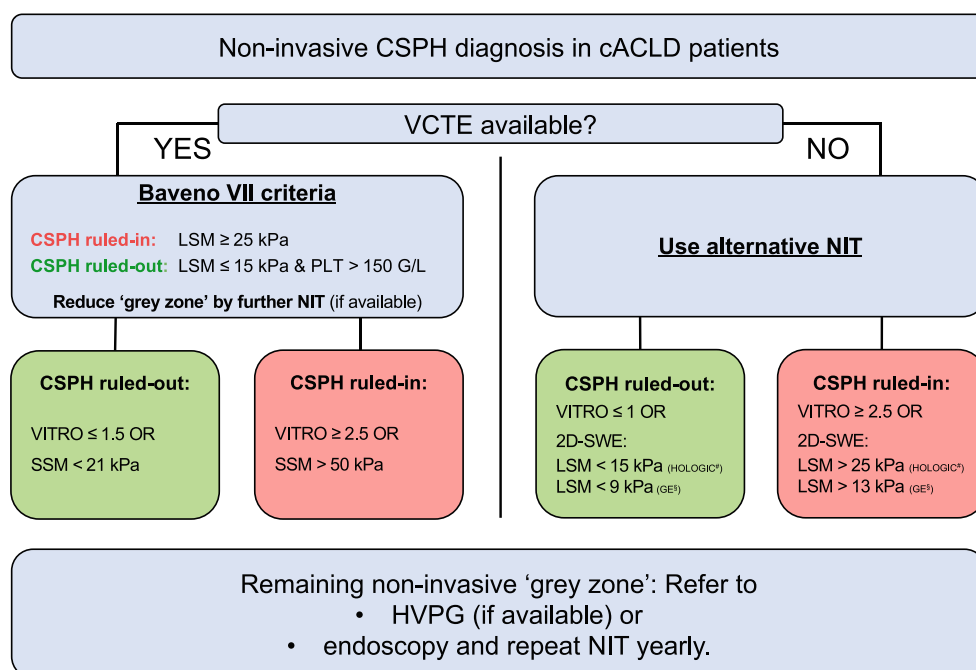 Non-invasive CSPH diagnosis in cACLD patients
VCTE available?
YES
NO
Baveno VII criteria
CSPH ruled-in: LSM ≥ 25 kPa
CSPH ruled-out: LSM ≤ 15 kPa & PLT > 150 G/L
Reduce ‘grey zone’ by further NIT (if available)
Use alternative NIT
CSPH ruled-out:
VITRO ≤ 1.5 OR
SSM < 21 kPa
CSPH ruled-in:
VITRO ≥ 2.5 OR
SSM > 50 kPa
CSPH ruled-out:
VITRO ≤ 1 OR
2D-SWE:
LSM < 15 kPa (HOLOGIC)
LSM < 9 kPa (GE§)
CSPH ruled-in:
VITRO ≥ 2.5 OR
2D-SWE:
LSM > 25 kPa (HOLOGIC)
LSM > 13 kPa (GE§)
Remaining non-invasive ‘grey zone’: Refer to
• HVPG (if available) or
• endoscopy and repeat NIT yearly.